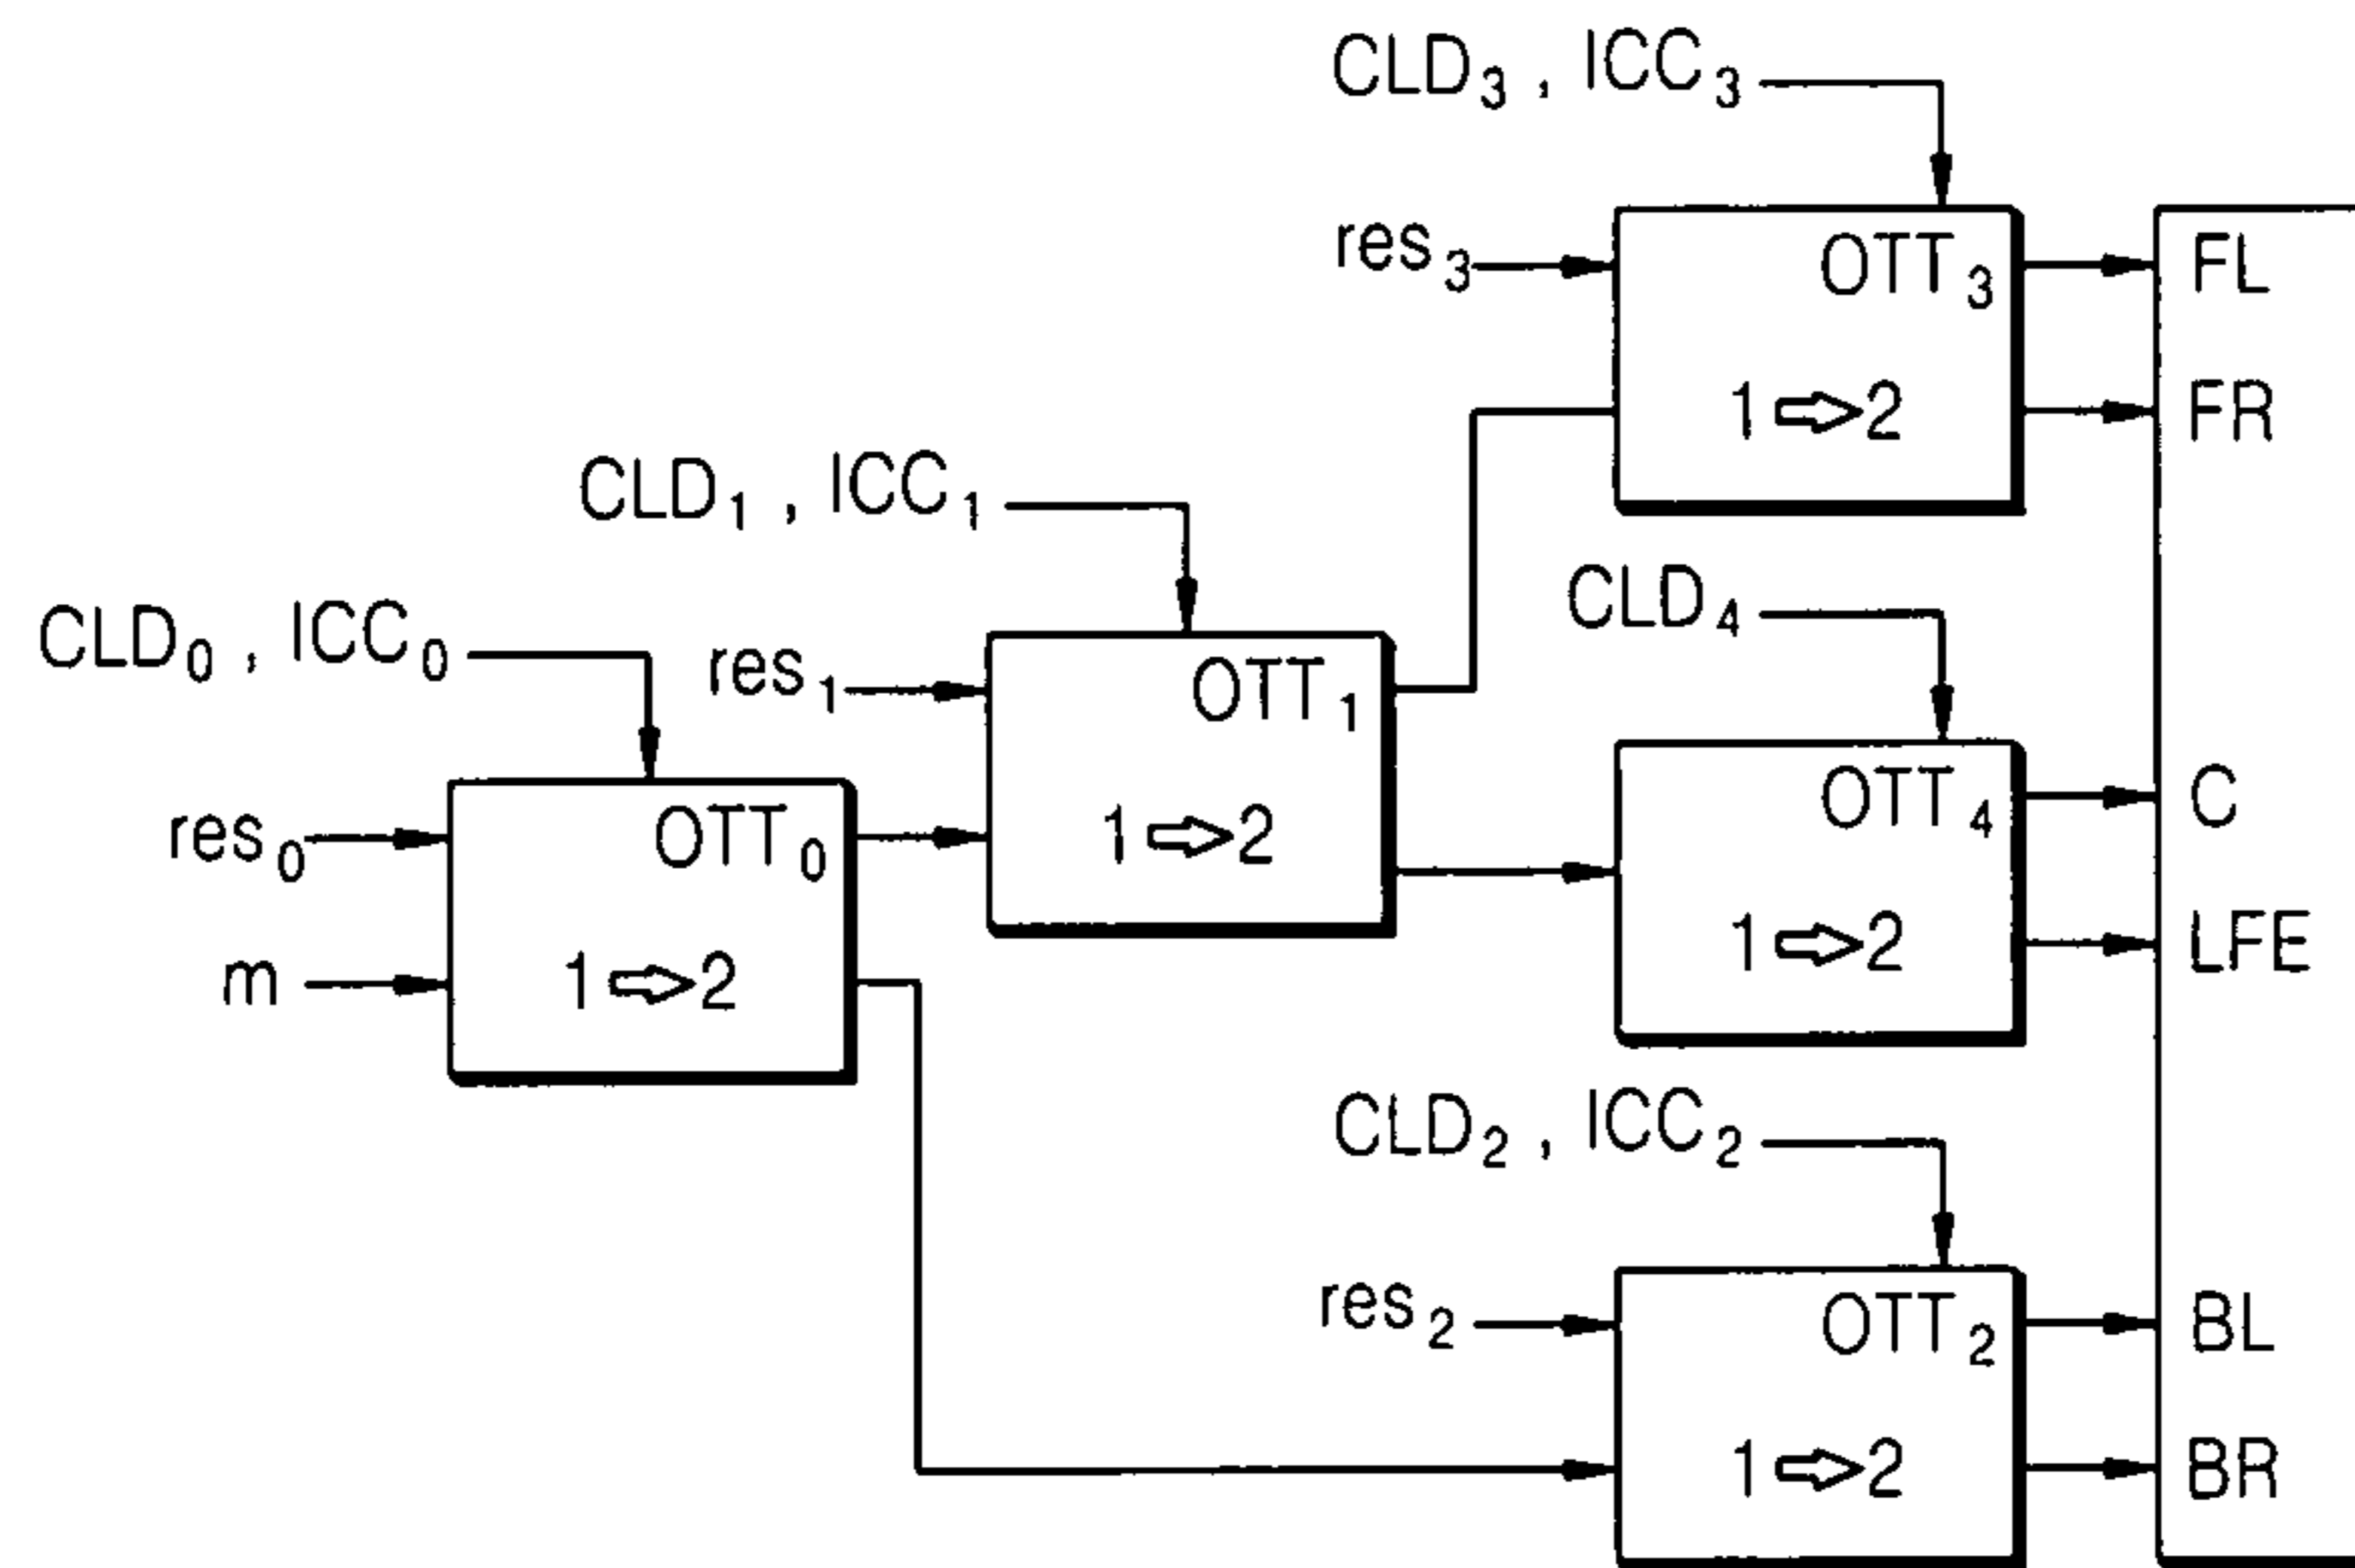 CLD3 , ICC3
res3
OTT3
1⇨2
FL
FR
CLD1 , ICC1
CLD4
CLD0 , ICC0
res1
OTT1
1⇨2
OTT4
1⇨2
C
LFE
res0
OTT0
m
1⇨2
CLD2 , ICC2
res2
OTT2
1⇨2
BL
BR